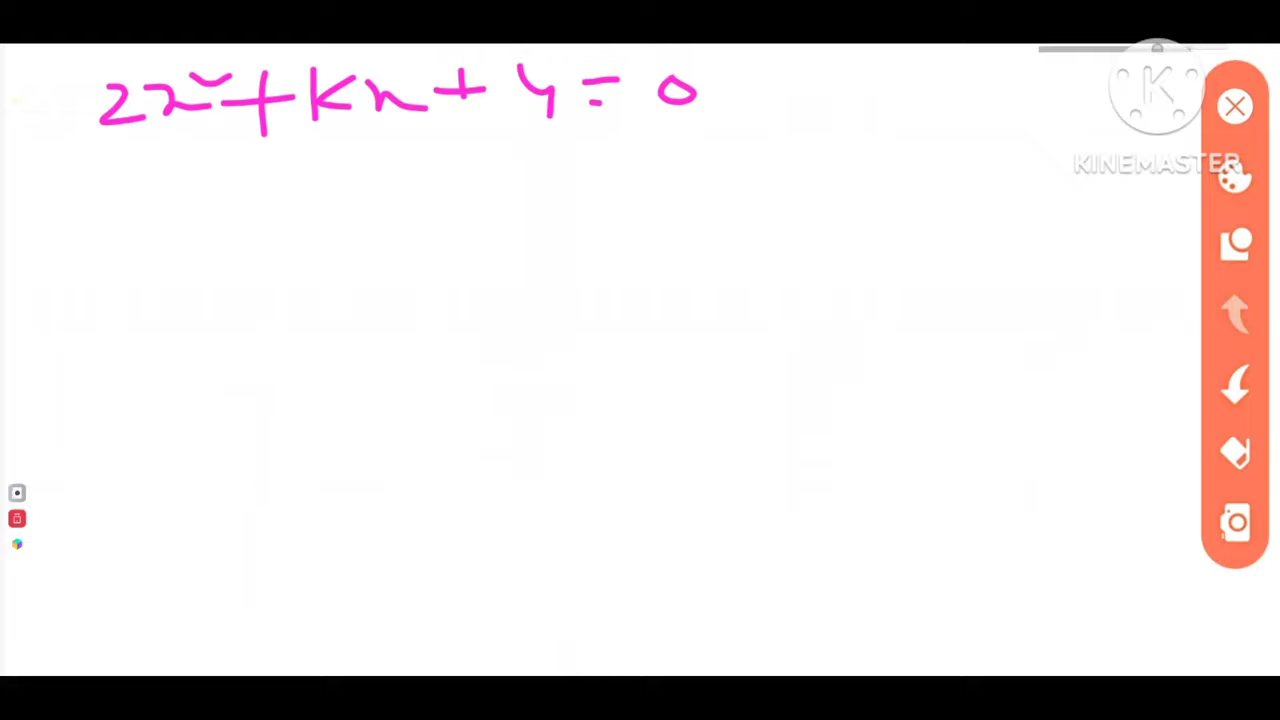 2x² + kx + 4 = 0
KINEMASTER